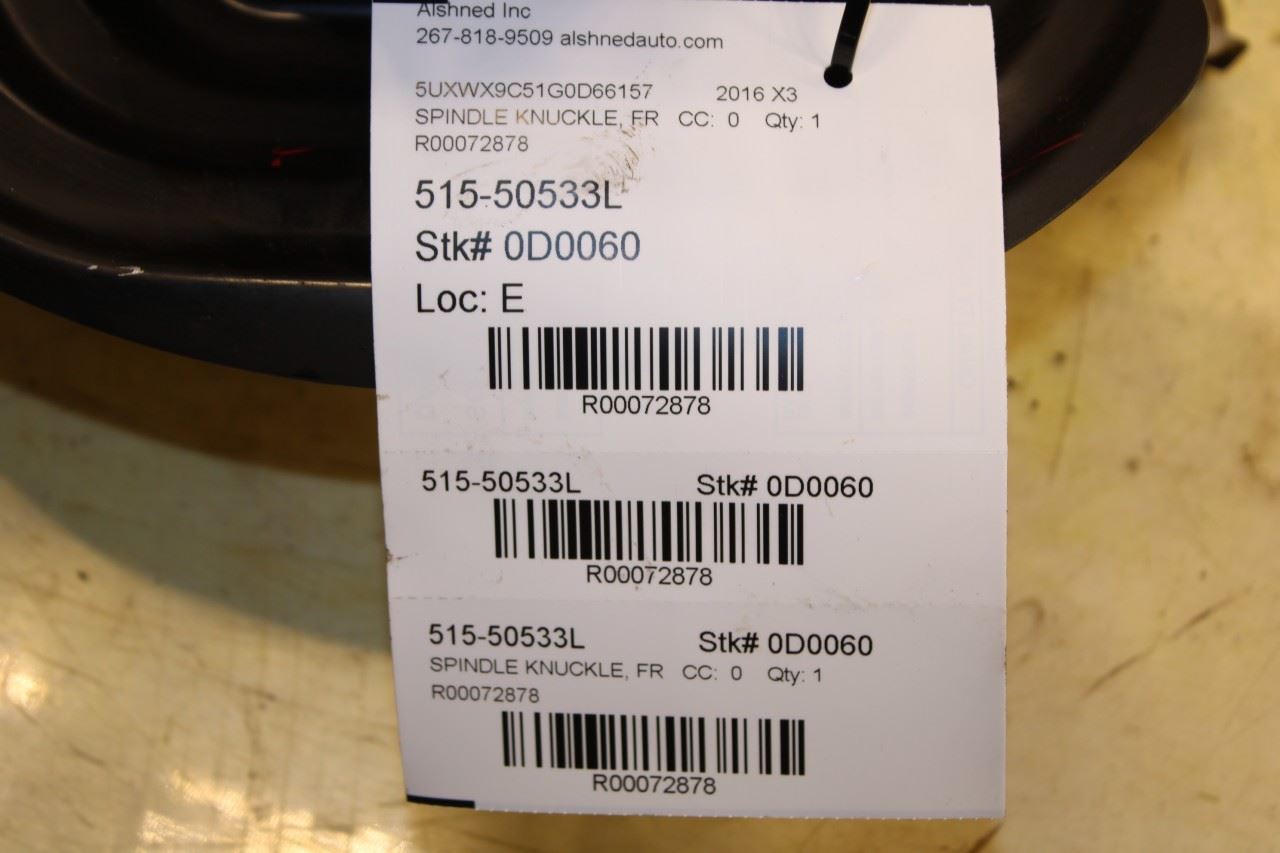 Alshned Inc
267-818-9509 alshnedauto.com
5UXWX9C51G0D66157 2016 X3
SPINDLE KNUCKLE, FR CC: 0 Qty: 1
R00072878
515-50533L
Stk# 0D0060
Loc: E
R00072878
515-50533L Stk# 0D0060
R00072878
515-50533L Stk# 0D0060
SPINDLE KNUCKLE, FR CC: 0 Qty: 1
R00072878
R00072878